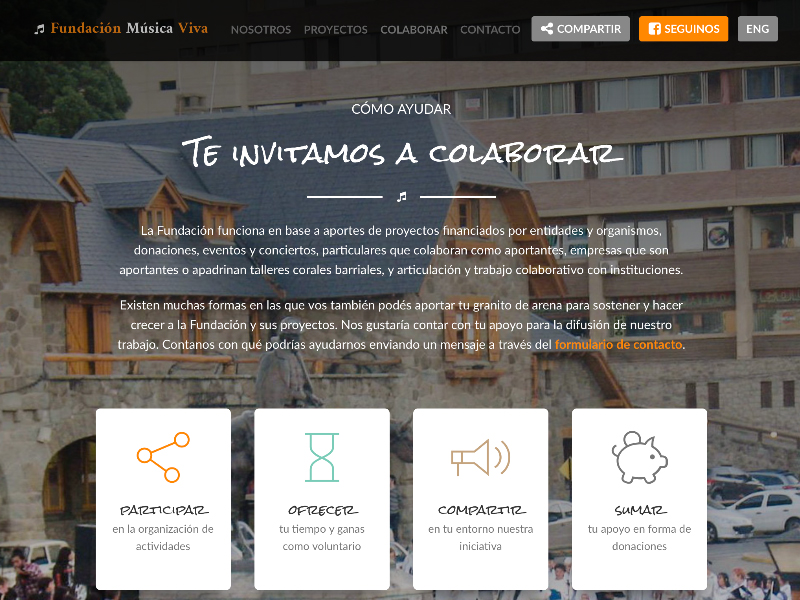 Fundación Música Viva
NOSOTROS PROYECTOS COLABORAR CONTACTO COMPARTIR SEGUINOS ENG
CÓMO AYUDAR
Te invitamos a colaborar
La Fundación funciona en base a aportes de proyectos financiados por entidades y organismos,
donaciones, eventos y conciertos, particulares que colaboran como aportantes, empresas que son
aportantes o apadrinan talleres corales barriales, y articulación y trabajo colaborativo con instituciones.
Existen muchas formas en las que vos también podés aportar tu granito de arena para sostener y hacer
crecer a la Fundación y sus proyectos. Nos gustaría contar con tu apoyo para la difusión de nuestro
trabajo. Contanos con qué podrías ayudarnos enviando un mensaje a través del formulario de contacto.
participar
en la organización de
actividades
ofrecer
tu tiempo y ganas
como voluntario
compartir
en tu entorno nuestra
iniciativa
sumar
tu apoyo en forma de
donaciones